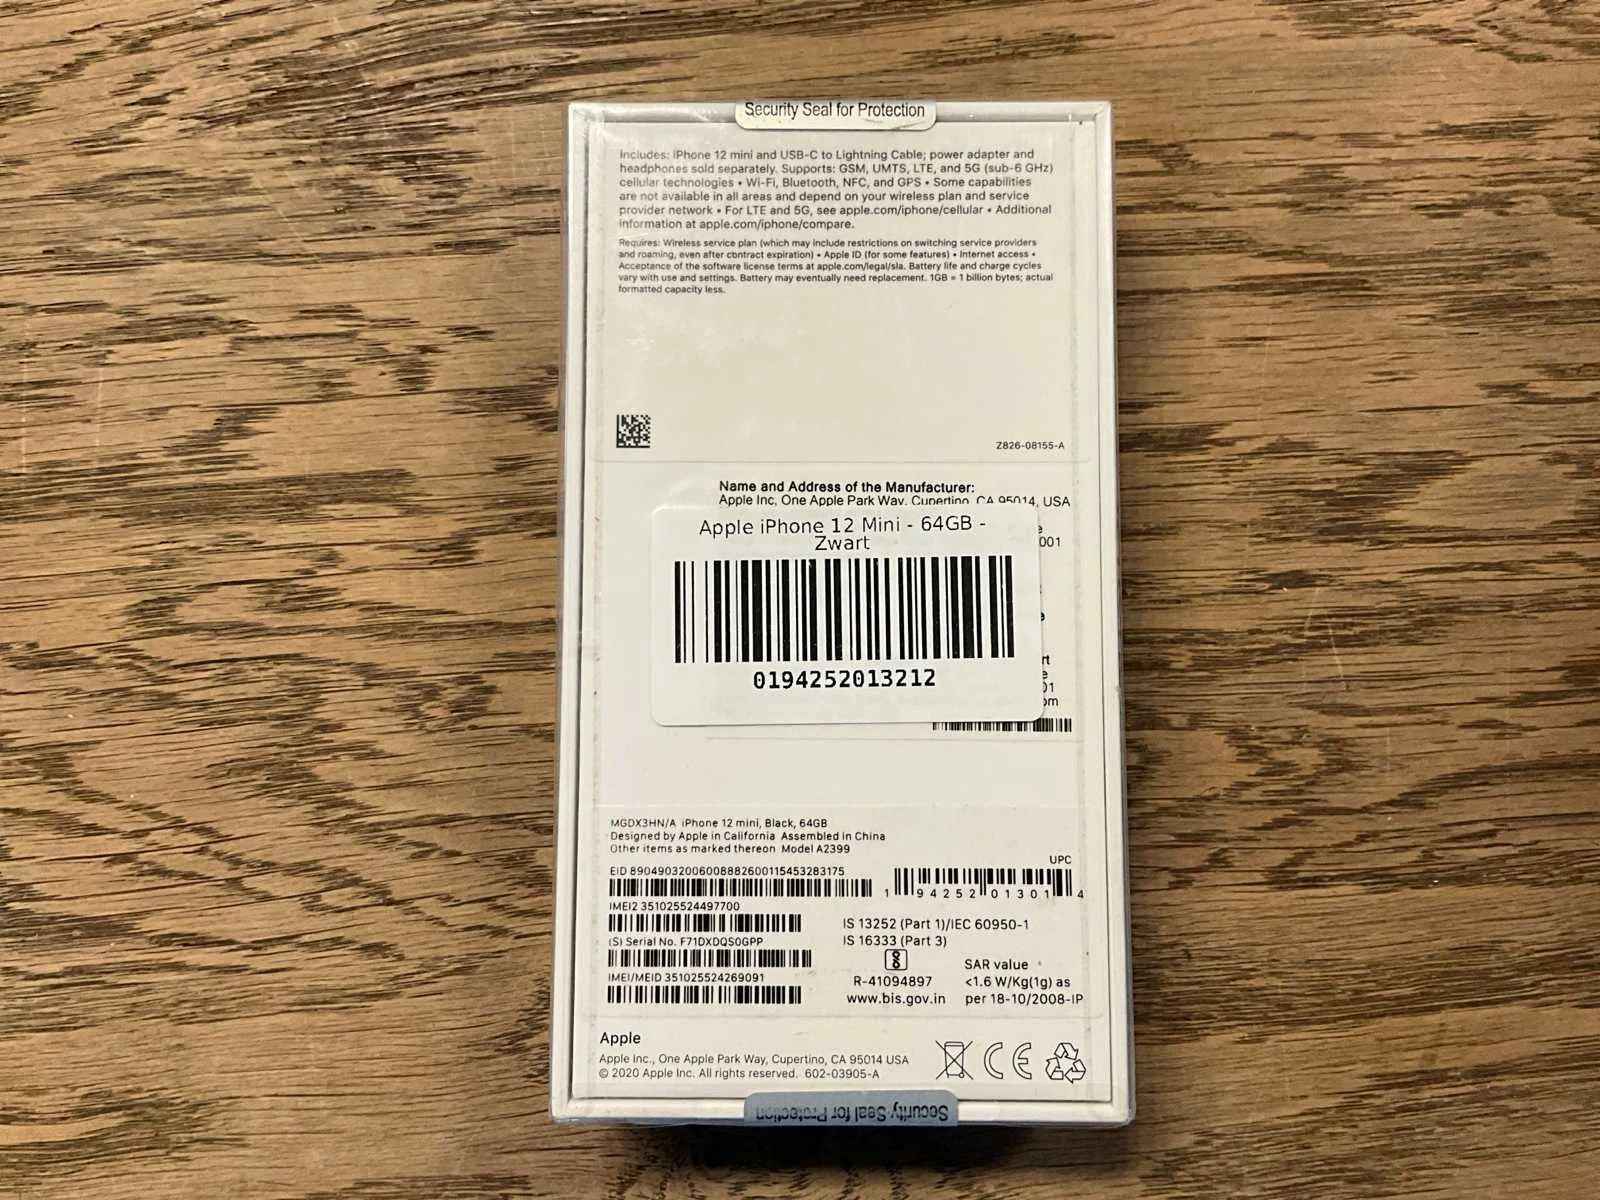 Security Seal for Protection
Includes: iPhone 12 mini and USB-C to Lightning Cable; power adapter and
headphones sold separately. Supports: GSM, UMTS, LTE, and 5G (sub-6 GHz)
cellular technologies • Wi-Fi, Bluetooth, NFC, and GPS • Some capabilities
are not available in all areas and depend on your wireless plan and service
provider network • For LTE and 5G, see apple.com/iphone/cellular • Additional
information at apple.com/iphone/compare.
Requires: Wireless service plan (which may include restrictions on switching service providers
and roaming, even after contract expiration) • Apple ID (for some features) • Internet access •
Acceptance of the software license terms at apple.com/legal/sla. Battery life and charge cycles
vary with use and settings. Battery may eventually need replacement. 1GB = 1 billion bytes; actual
formatted capacity less.
Z826-08155-A
Name and Address of the Manufacturer:
Apple Inc, One Apple Park Way, Cupertino, CA 95014, USA
001
Apple iPhone 12 Mini - 64GB -
Zwart
0194252013212
MGDX3HN/A iPhone 12 mini, Black, 64GB
Designed by Apple in California Assembled in China
Other items as marked thereon Model A2399
UPC
EID 89049032006008882600115453283175
1 94252 01301 4
IMEI2 351025524497700
(S) Serial No. F71DXDQS0GPP
IMEI/MEID 351025524269091
IS 13252 (Part 1)/IEC 60950-1
IS 16333 (Part 3)
R-41094897
www.bis.gov.in
SAR value
<1.6 W/Kg(1g) as
per 18-10/2008-IP
Apple
Apple Inc., One Apple Park Way, Cupertino, CA 95014 USA
© 2020 Apple Inc. All rights reserved. 602-03905-A
CE
Security Seal for Protection